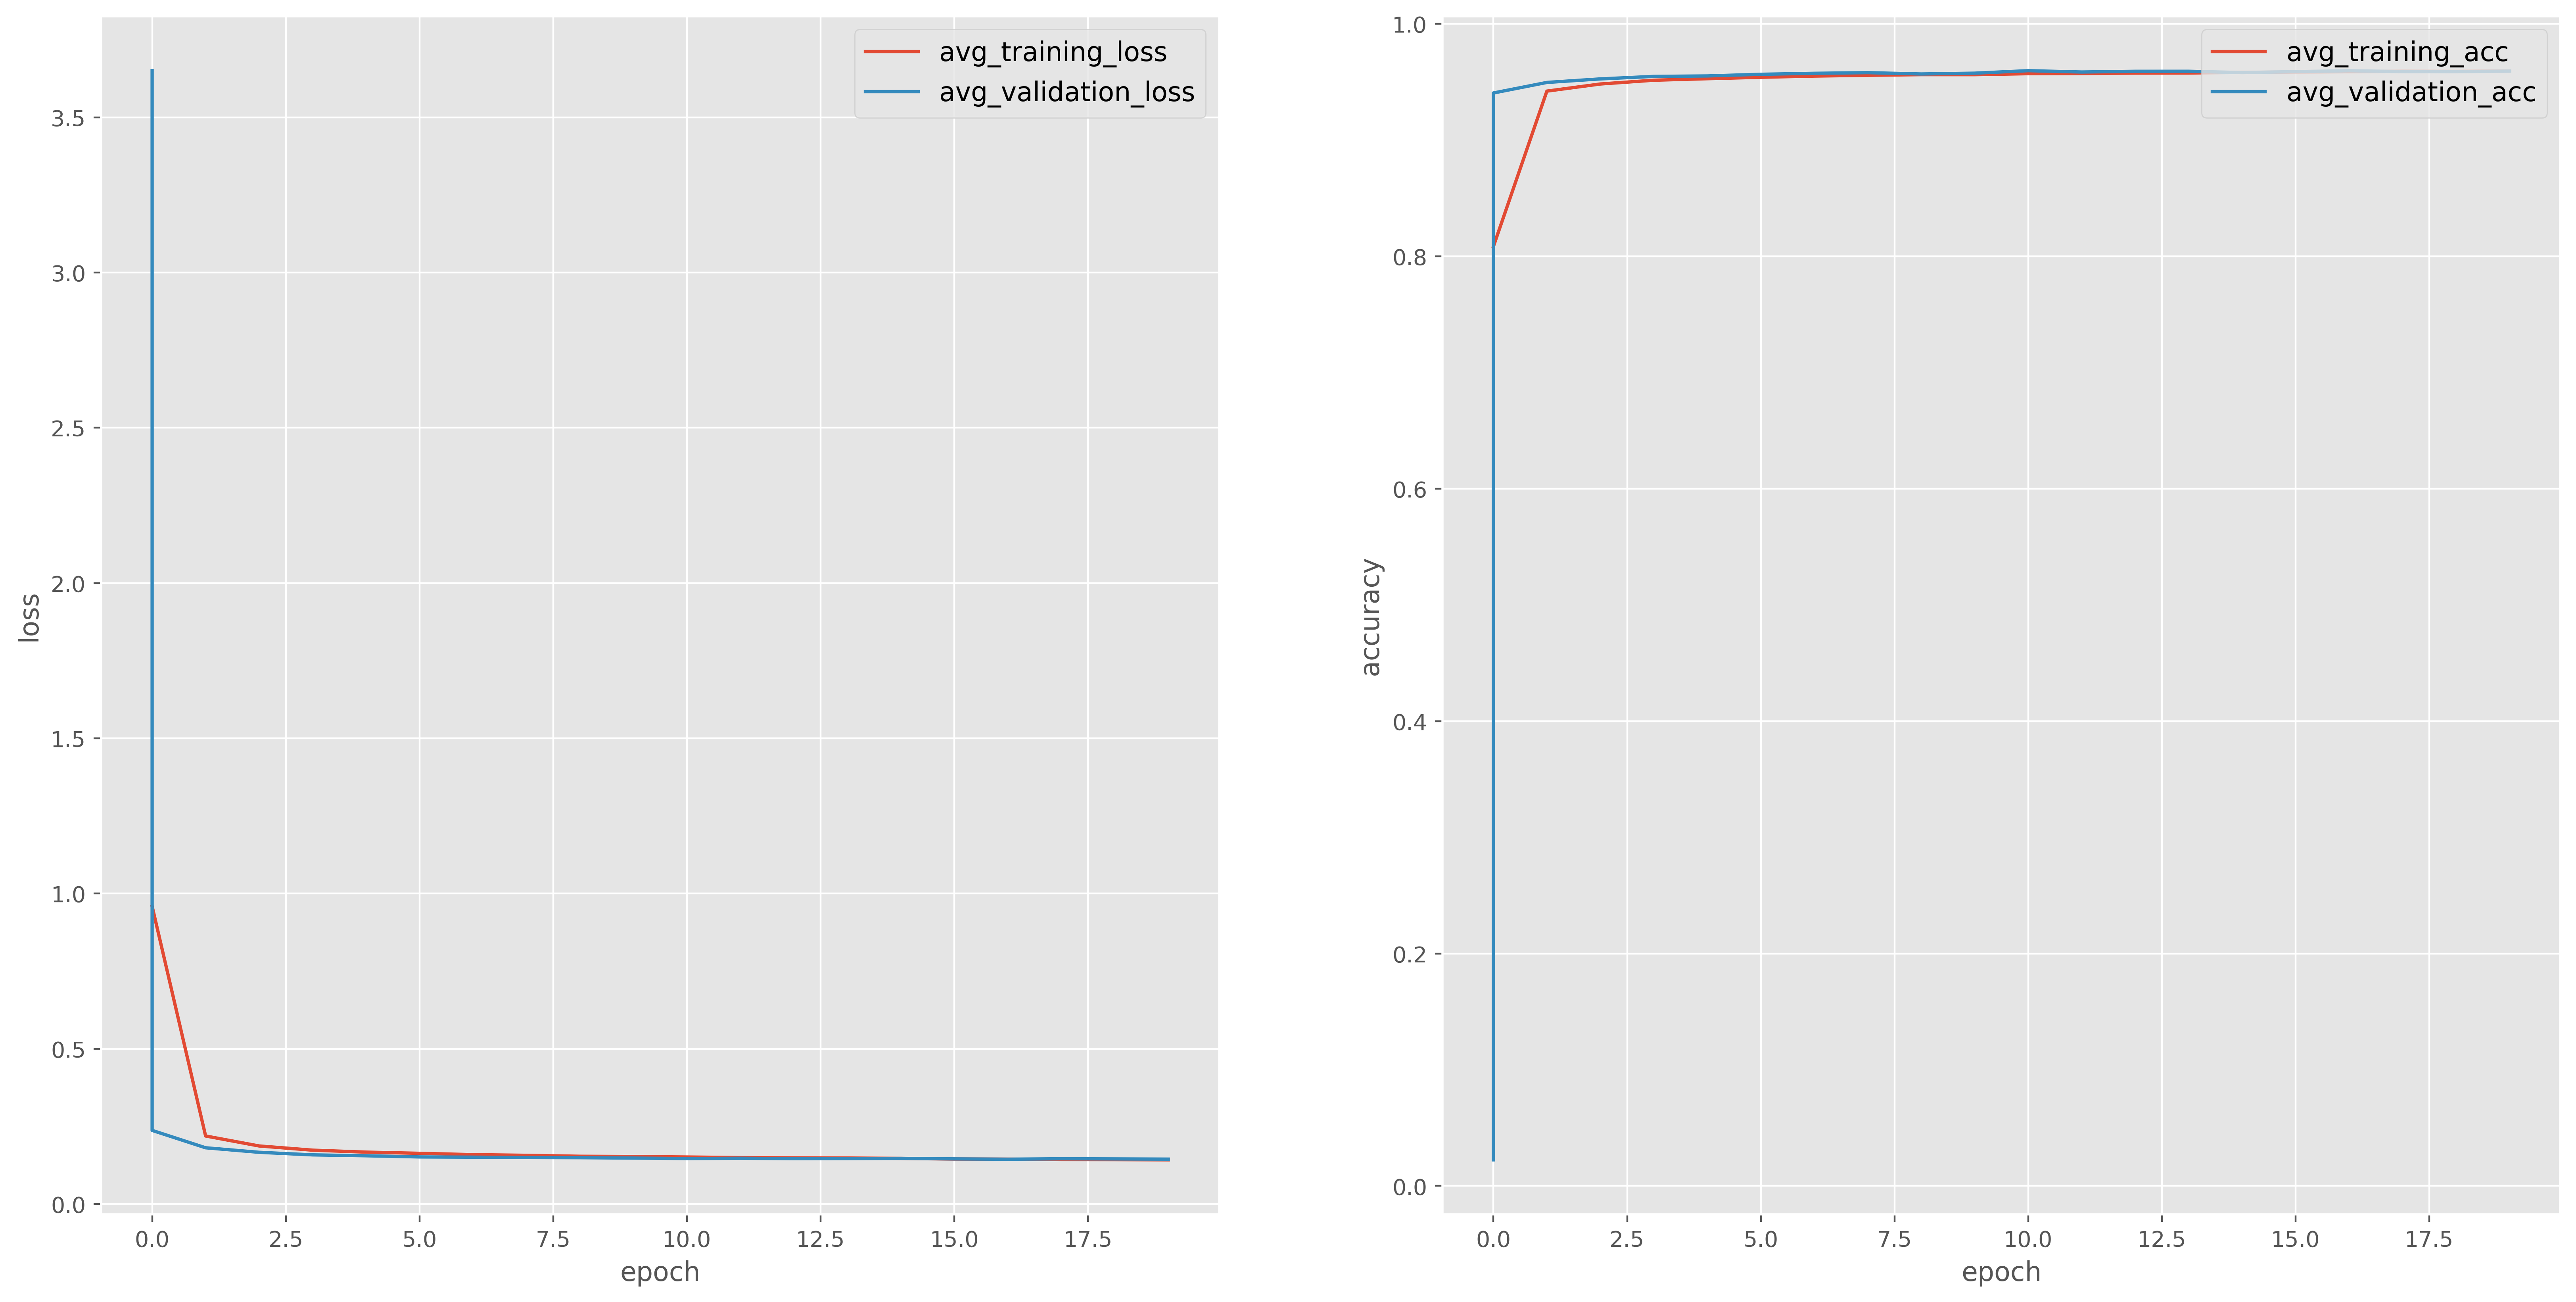 avg_training_loss
avg_validation_loss
3.5
3.0
2.5
2.0
1.5
1.0
0.5
0.0
loss
0.0 2.5 5.0 7.5 10.0 12.5 15.0 17.5
epoch
avg_training_acc
avg_validation_acc
1.0
0.8
0.6
0.4
0.2
0.0
accuracy
0.0 2.5 5.0 7.5 10.0 12.5 15.0 17.5
epoch